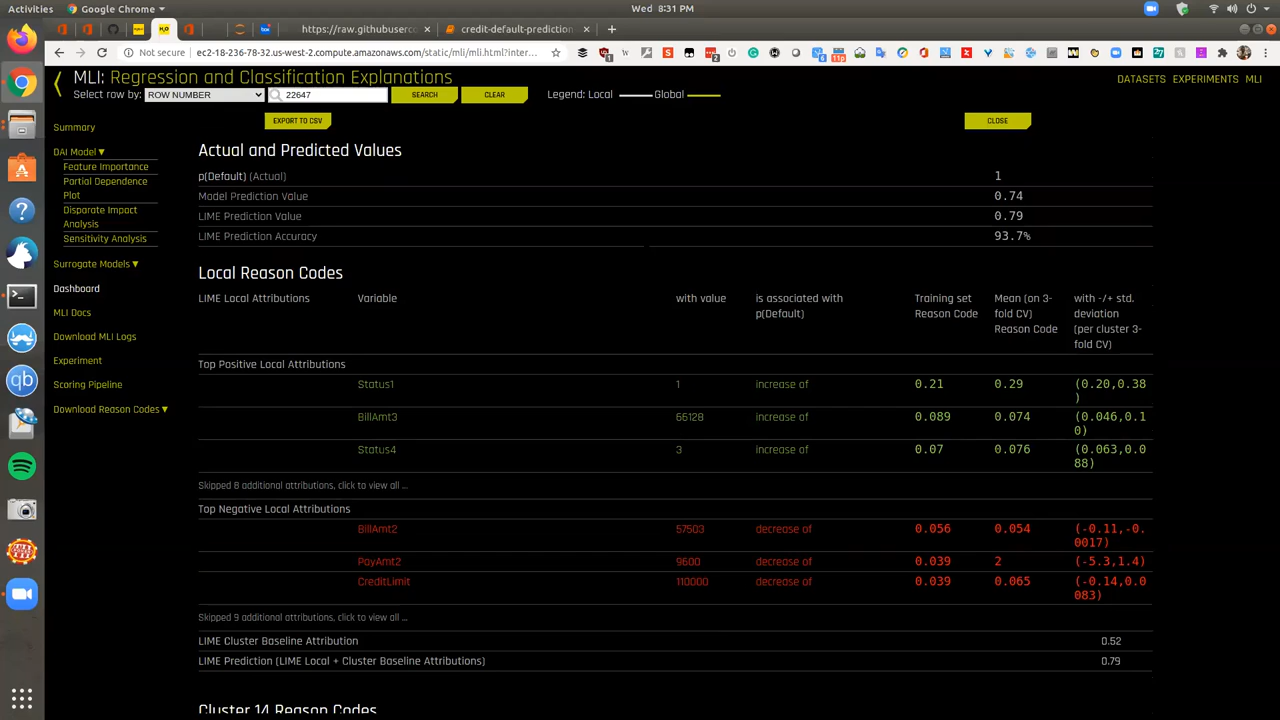 Activities
Google Chrome ▾
Wed 8:31 PM
https://raw.githubuserco
credit-default-prediction
Not secure
ec2-18-236-78-32.us-west-2.compute.amazonaws.com/static/mli/mli.html?inter...
MLI: Regression and Classification Explanations
DATASETS EXPERIMENTS MLI
Select row by: ROW NUMBER 22647 SEARCH CLEAR Legend: Local Global
EXPORT TO CSV CLOSE
Summary
DAI Model ▾
Feature Importance
Partial Dependence
Plot
Disparate Impact
Analysis
Sensitivity Analysis
Surrogate Models ▾
Dashboard
MLI Docs
Download MLI Logs
Experiment
Scoring Pipeline
Download Reason Codes ▾
Actual and Predicted Values
p(Default) (Actual) 1
Model Prediction Value 0.74
LIME Prediction Value 0.79
LIME Prediction Accuracy 93.7%
Local Reason Codes
LIME Local Attributions
Variable
with value
is associated with
p(Default)
Training set
Reason Code
Mean (on 3-
fold CV)
Reason Code
with -/+ std.
deviation
(per cluster 3-
fold CV)
Top Positive Local Attributions
Status1 1 increase of 0.21 0.29 (0.20,0.38
)
BillAmt3 66128 increase of 0.089 0.074 (0.046,0.1
0)
Status4 3 increase of 0.07 0.076 (0.063,0.0
88)
Skipped 8 additional attributions, click to view all ...
Top Negative Local Attributions
BillAmt2 57503 decrease of 0.056 0.054 (-0.11,-0.
0017)
PayAmt2 9600 decrease of 0.039 2 (-5.3,1.4)
CreditLimit 110000 decrease of 0.039 0.065 (-0.14,0.0
083)
Skipped 9 additional attributions, click to view all ...
LIME Cluster Baseline Attribution 0.52
LIME Prediction (LIME Local + Cluster Baseline Attributions) 0.79
Cluster 14 Reason Codes